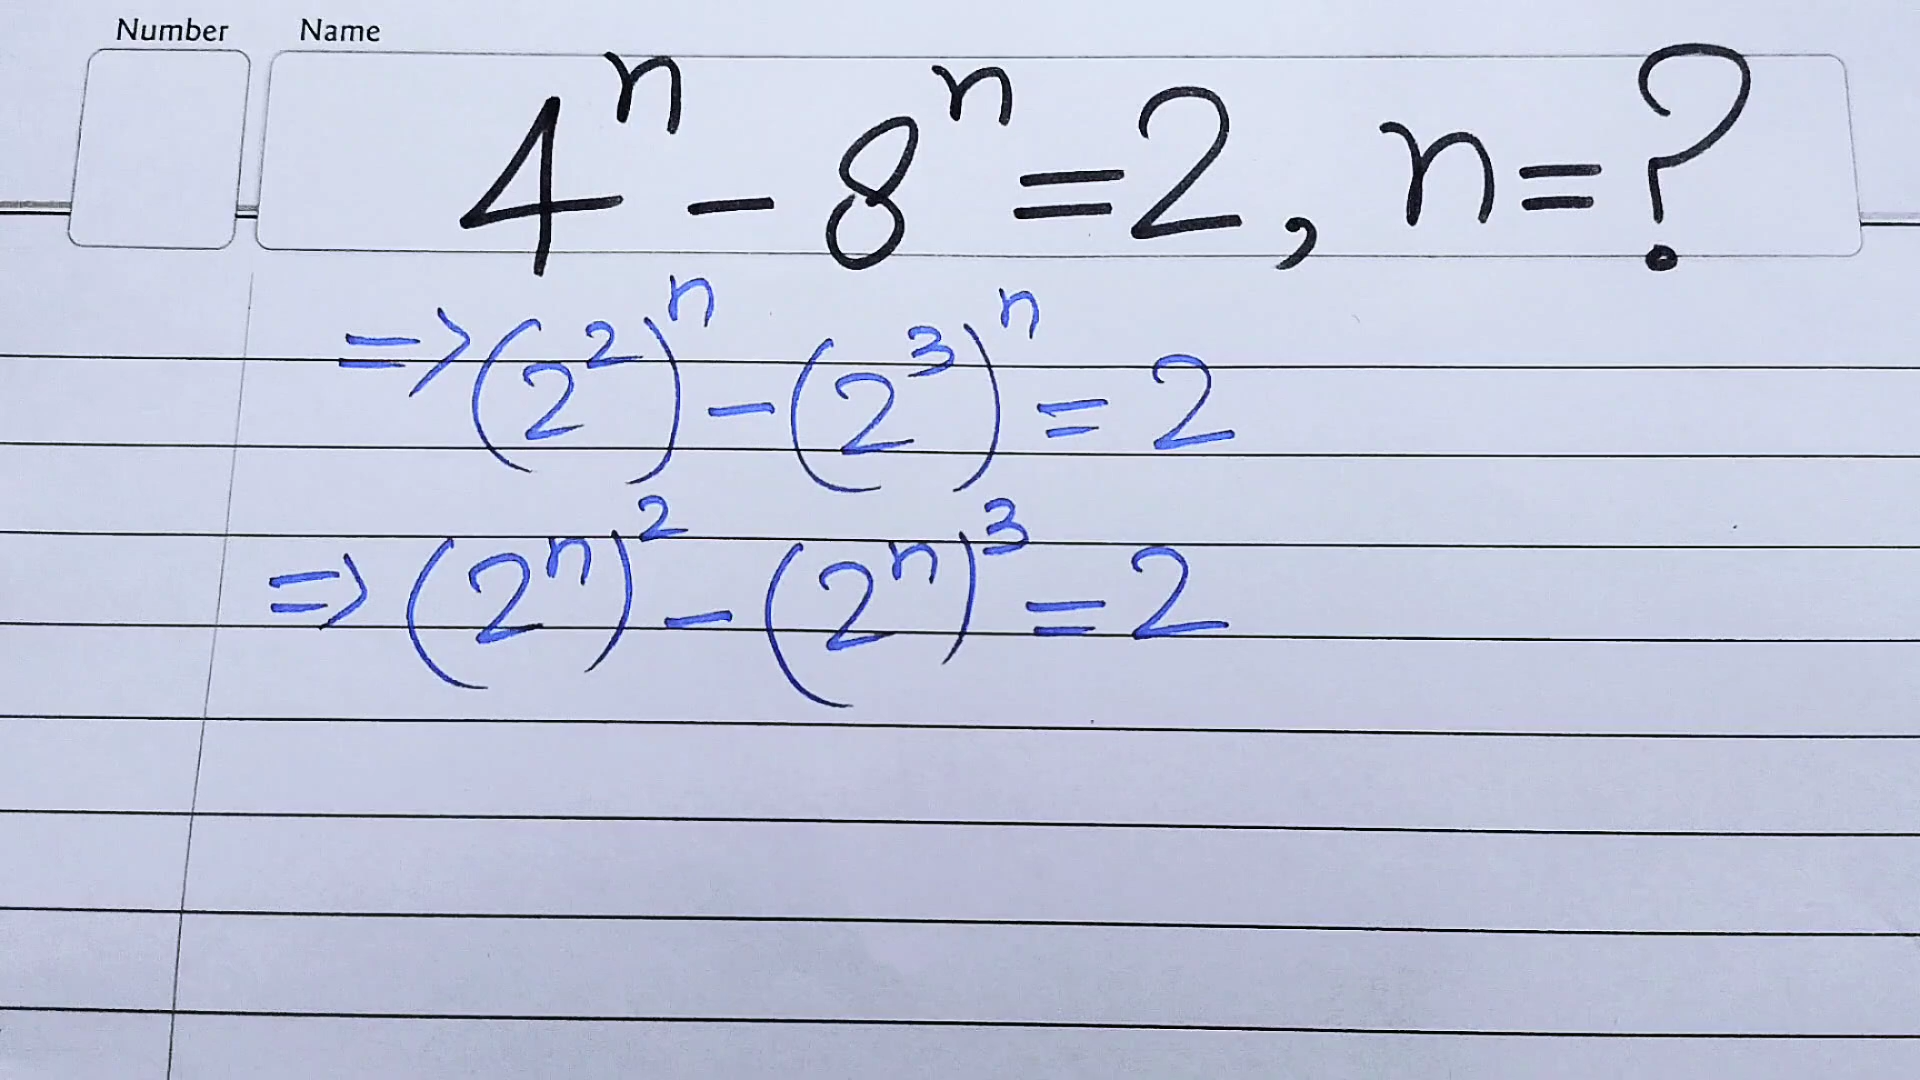 Number Name
4ⁿ - 8ⁿ = 2, n = ?
=> (2²)ⁿ - (2³)ⁿ = 2
=> (2ⁿ)² - (2ⁿ)³ = 2